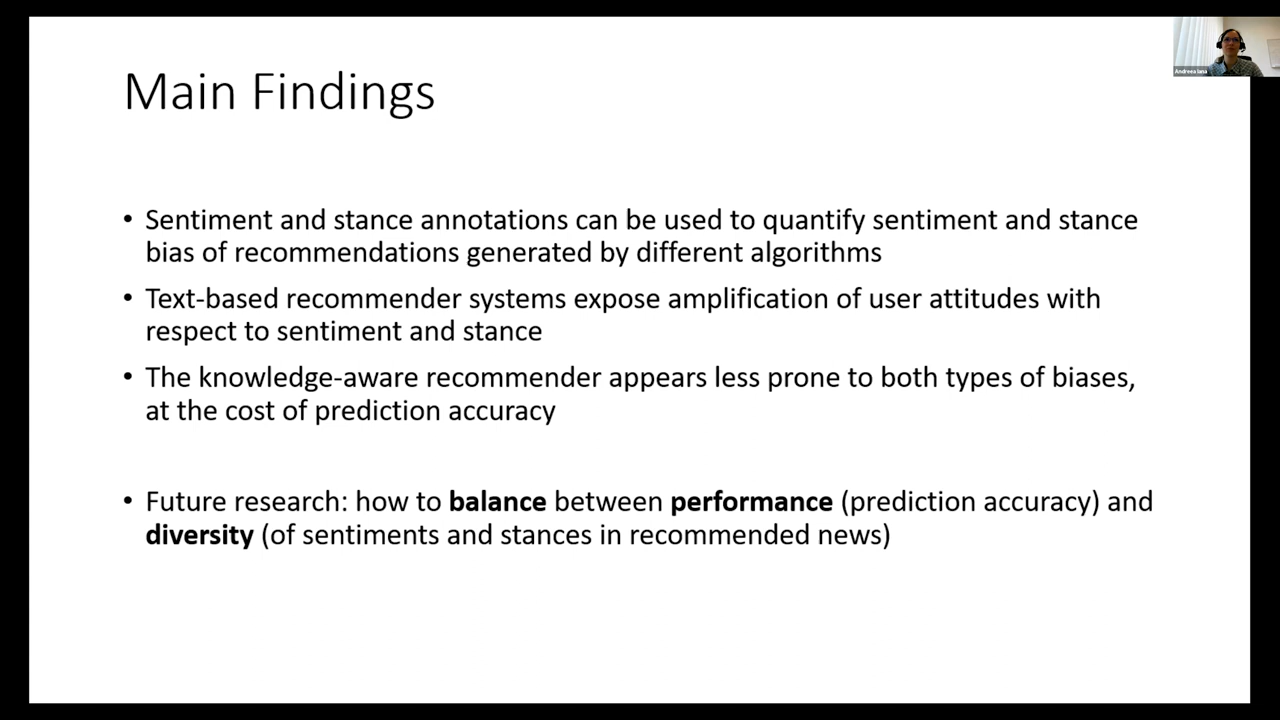 Main Findings
Andreea Iana
• Sentiment and stance annotations can be used to quantify sentiment and stance
bias of recommendations generated by different algorithms
• Text-based recommender systems expose amplification of user attitudes with
respect to sentiment and stance
• The knowledge-aware recommender appears less prone to both types of biases,
at the cost of prediction accuracy
• Future research: how to balance between performance (prediction accuracy) and
diversity (of sentiments and stances in recommended news)